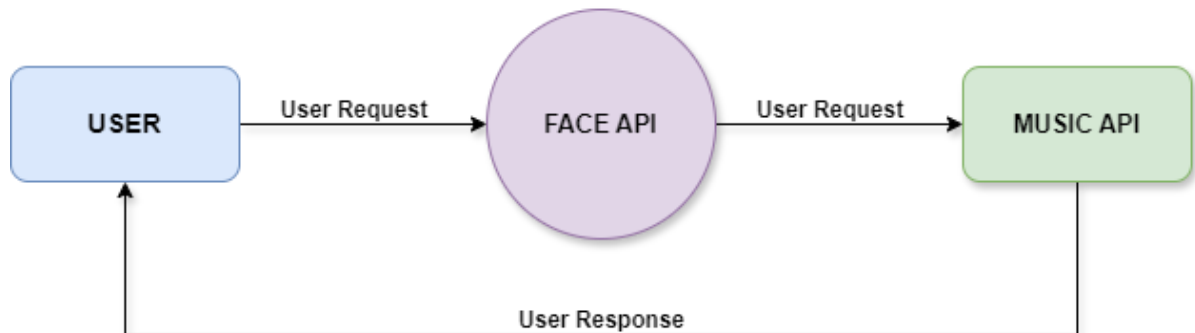 USER
User Request
FACE API
User Request
MUSIC API
User Response